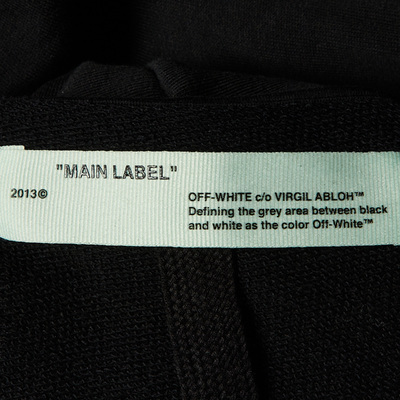 "MAIN LABEL"
2013©
OFF-WHITE c/o VIRGIL ABLOH™
Defining the grey area between black
and white as the color Off-White™